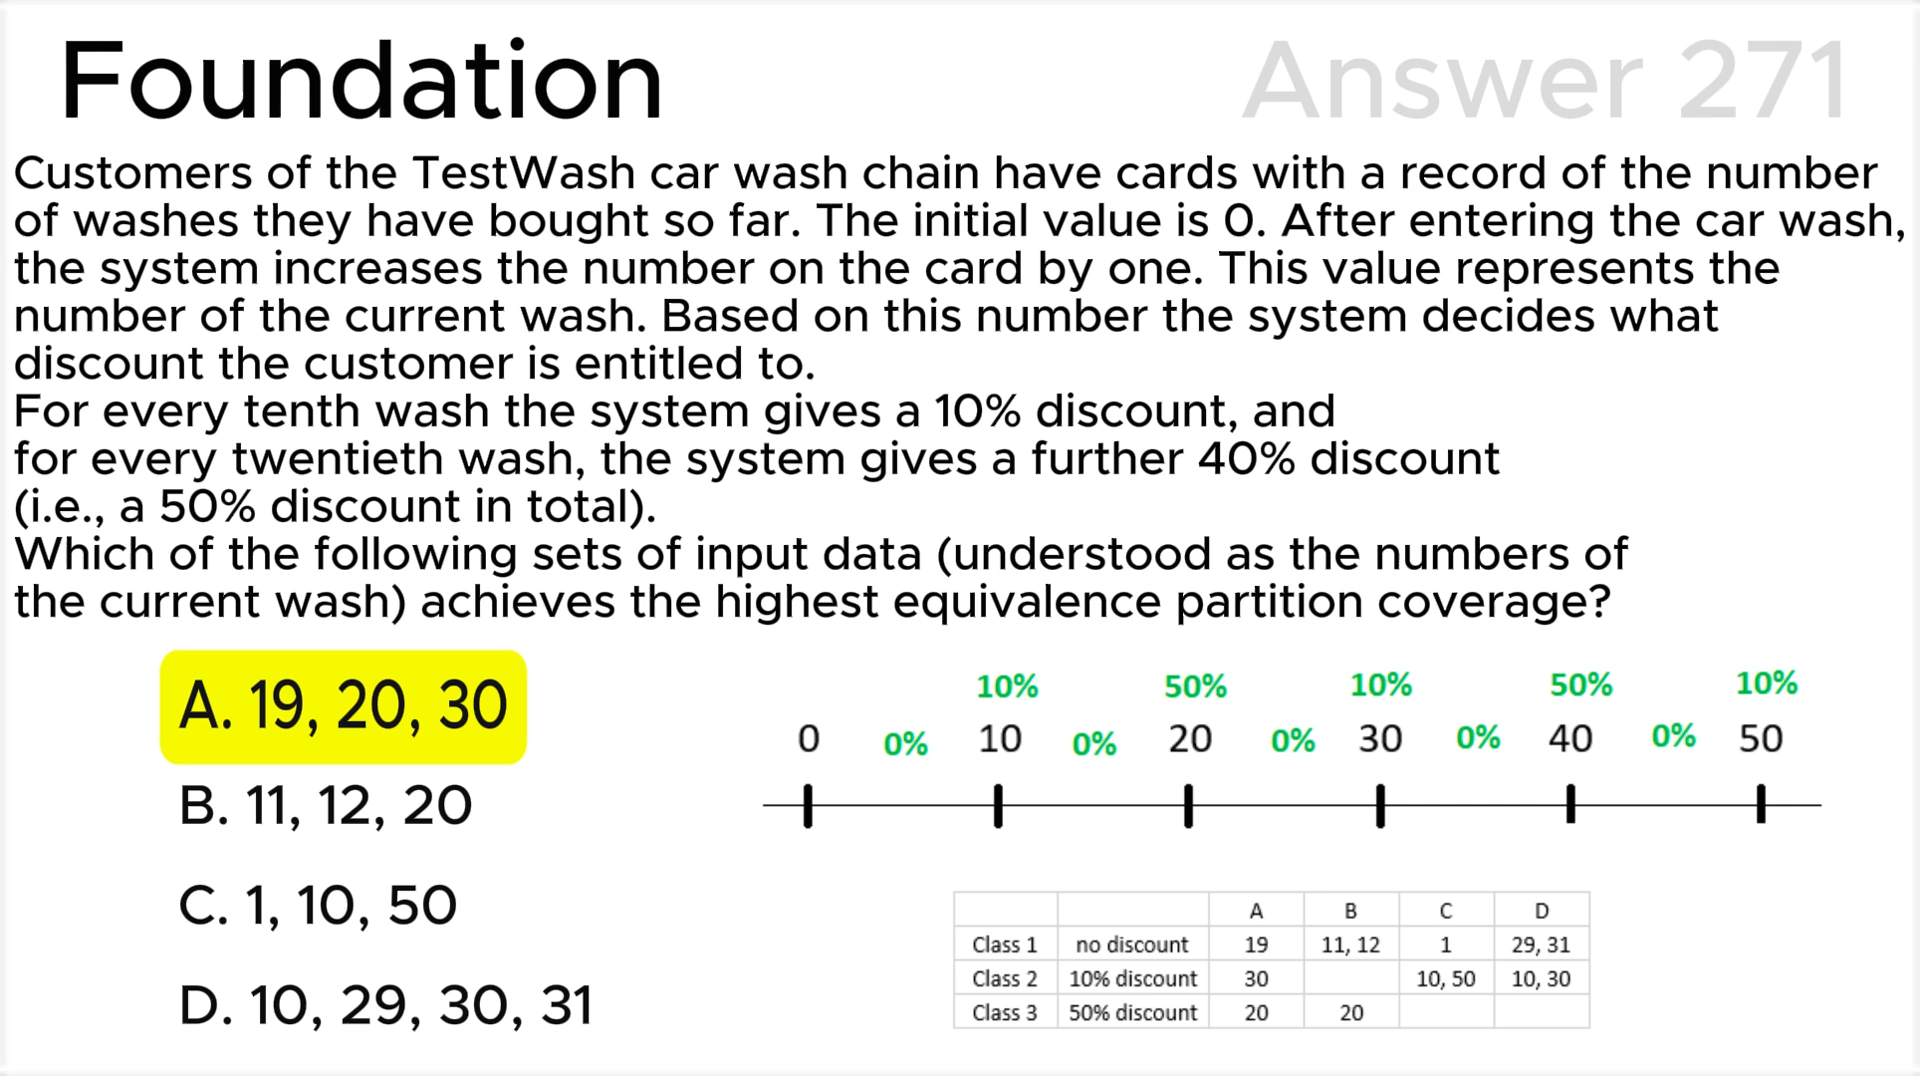 Foundation
Answer 271
Customers of the TestWash car wash chain have cards with a record of the number
of washes they have bought so far. The initial value is 0. After entering the car wash,
the system increases the number on the card by one. This value represents the
number of the current wash. Based on this number the system decides what
discount the customer is entitled to.
For every tenth wash the system gives a 10% discount, and
for every twentieth wash, the system gives a further 40% discount
(i.e., a 50% discount in total).
Which of the following sets of input data (understood as the numbers of
the current wash) achieves the highest equivalence partition coverage?
A. 19, 20, 30
B. 11, 12, 20
C. 1, 10, 50
D. 10, 29, 30, 31
10% 50% 10% 50% 10%
0 0% 10 0% 20 0% 30 0% 40 0% 50
A B C D
Class 1 no discount 19 11, 12 1 29, 31
Class 2 10% discount 30 10, 50 10, 30
Class 3 50% discount 20 20